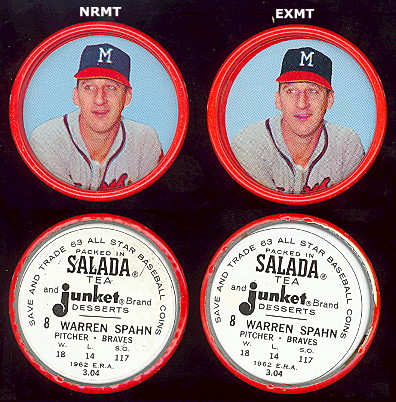 NRMT
EXMT
M
M
SAVE AND TRADE 63 ALL STAR BASEBALL COINS
PACKED IN
SALADA®
TEA
and Junket® Brand
DESSERTS
8 WARREN SPAHN
PITCHER - BRAVES
W. L. S.O.
18 14 117
1962 E.R.A.
3.04
SAVE AND TRADE 63 ALL STAR BASEBALL COINS
PACKED IN
SALADA®
TEA
and Junket® Brand
DESSERTS
8 WARREN SPAHN
PITCHER - BRAVES
W. L. S.O.
18 14 117
1962 E.R.A.
3.04